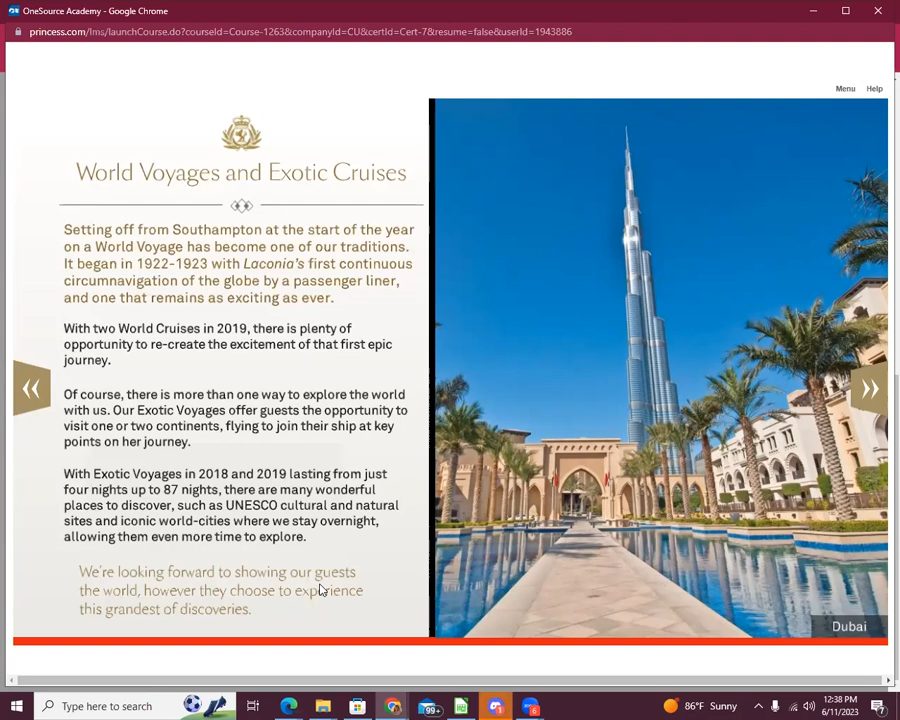 OneSource Academy - Google Chrome
princess.com/lms/launchCourse.do?courseId=Course-1263&companyId=CU&certId=Cert-7&resume=false&userId=1943886
Menu Help
World Voyages and Exotic Cruises
Setting off from Southampton at the start of the year
on a World Voyage has become one of our traditions.
It began in 1922-1923 with Laconia's first continuous
circumnavigation of the globe by a passenger liner,
and one that remains as exciting as ever.
With two World Cruises in 2019, there is plenty of
opportunity to re-create the excitement of that first epic
journey.
Of course, there is more than one way to explore the world
with us. Our Exotic Voyages offer guests the opportunity to
visit one or two continents, flying to join their ship at key
points on her journey.
With Exotic Voyages in 2018 and 2019 lasting from just
four nights up to 87 nights, there are many wonderful
places to discover, such as UNESCO cultural and natural
sites and iconic world-cities where we stay overnight,
allowing them even more time to explore.
We're looking forward to showing our guests
the world, however they choose to experience
this grandest of discoveries.
Dubai
Type here to search
99+
1
6
86°F Sunny
12:38 PM
6/11/2023